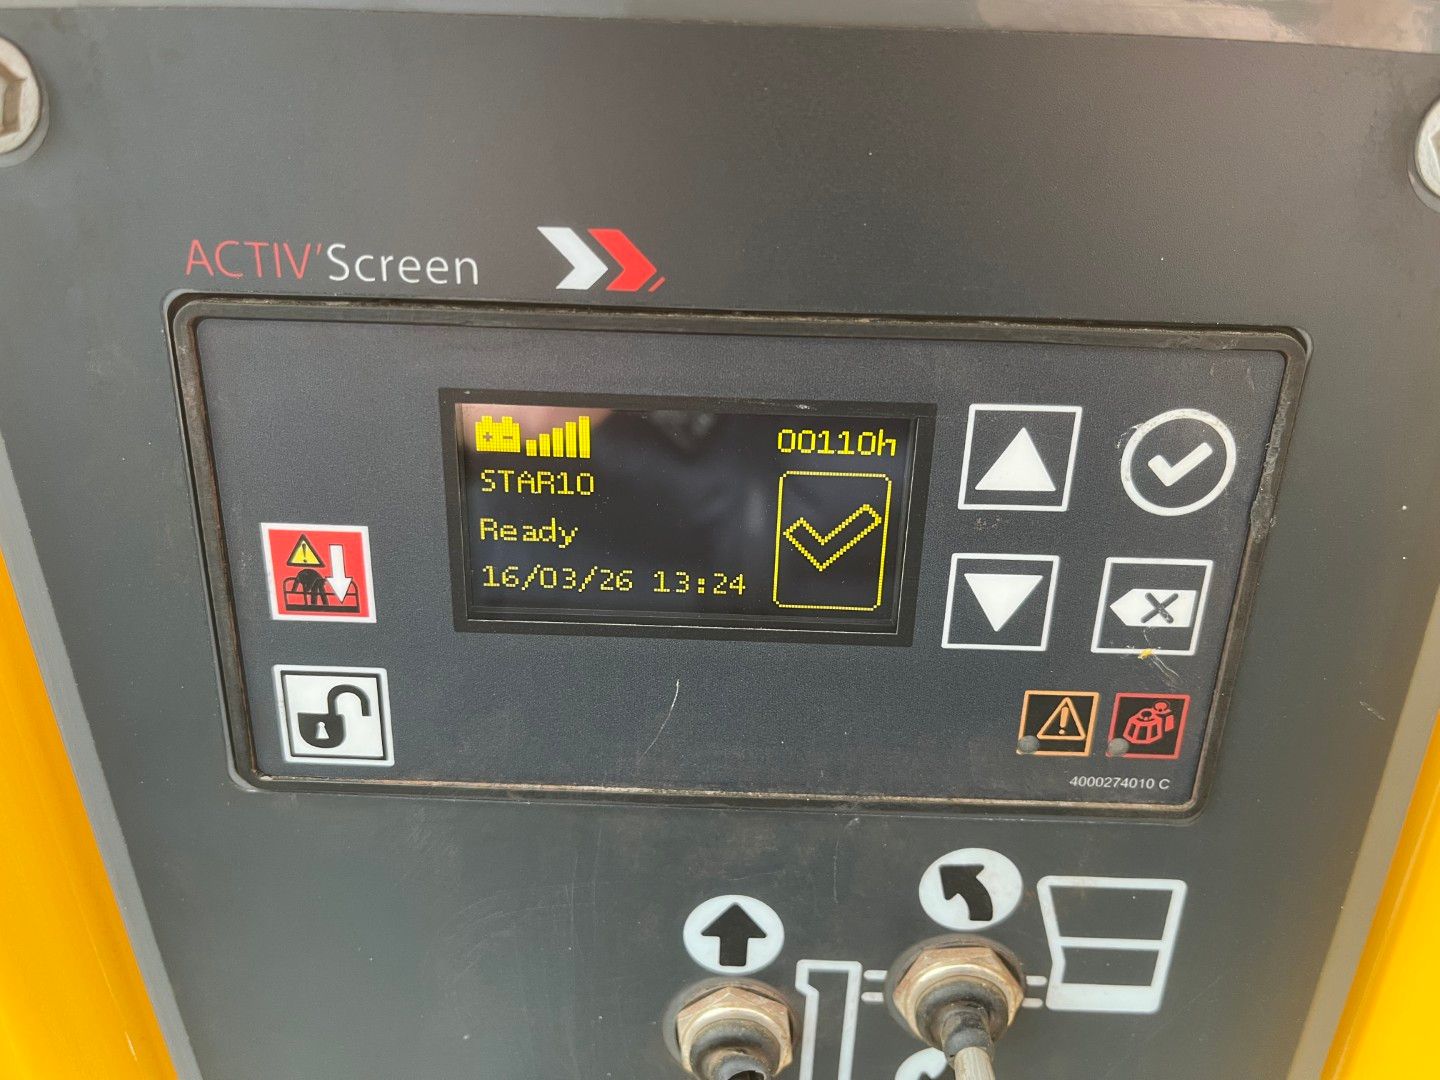 ACTIV'Screen
00110h
STAR10
Ready
16/03/26 13:24
4000274010 C